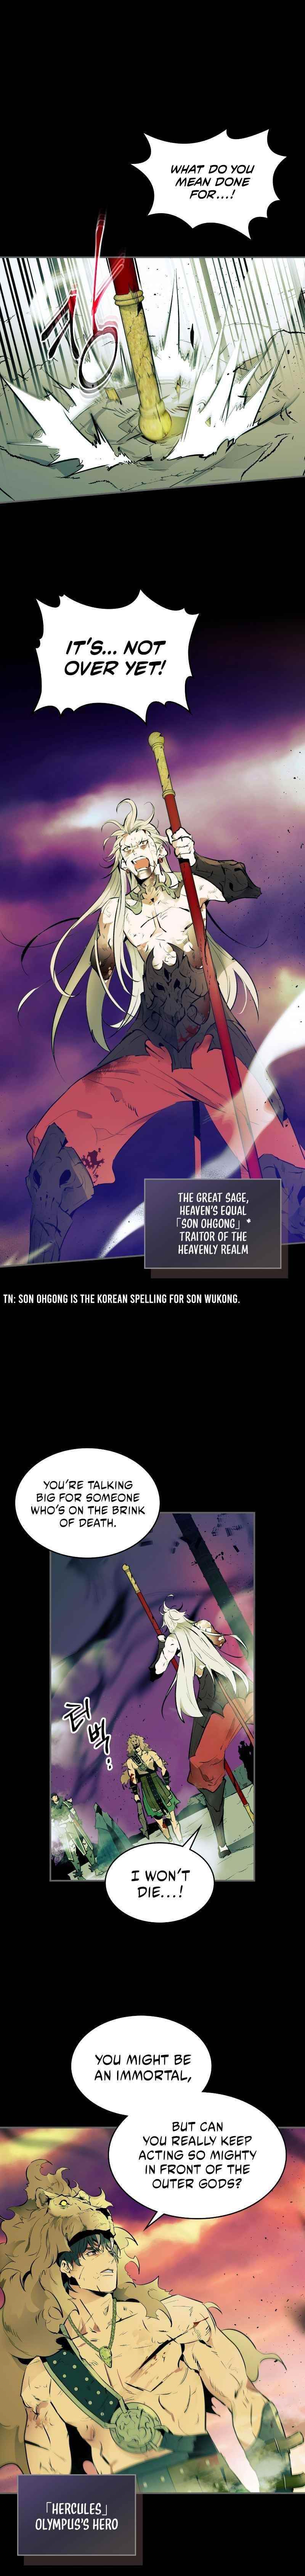 WHAT DO YOU
MEAN DONE
FOR...!
IT'S... NOT
OVER YET!
THE GREAT SAGE,
HEAVEN'S EQUAL
「SON OHGONG」*
TRAITOR OF THE
HEAVENLY REALM
TN: SON OHGONG IS THE KOREAN SPELLING FOR SON WUKONG.
YOU'RE TALKING
BIG FOR SOMEONE
WHO'S ON THE BRINK
OF DEATH.
터
벅
I WON'T
DIE...!
YOU MIGHT BE
AN IMMORTAL,
BUT CAN
YOU REALLY KEEP
ACTING SO MIGHTY
IN FRONT OF THE
OUTER GODS?
「HERCULES」
OLYMPUS'S HERO